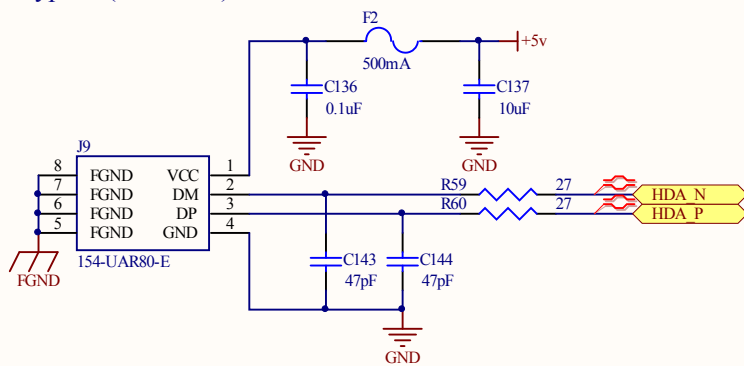 F2
+5v
500mA
C136
0.1uF
C137
10uF
GND
GND
J9
8 FGND VCC 1
7 FGND DM 2
6 FGND DP 3
5 FGND GND 4
154-UAR80-E
FGND
R59 27 HDA_N
R60 27 HDA_P
C143
47pF
C144
47pF
GND